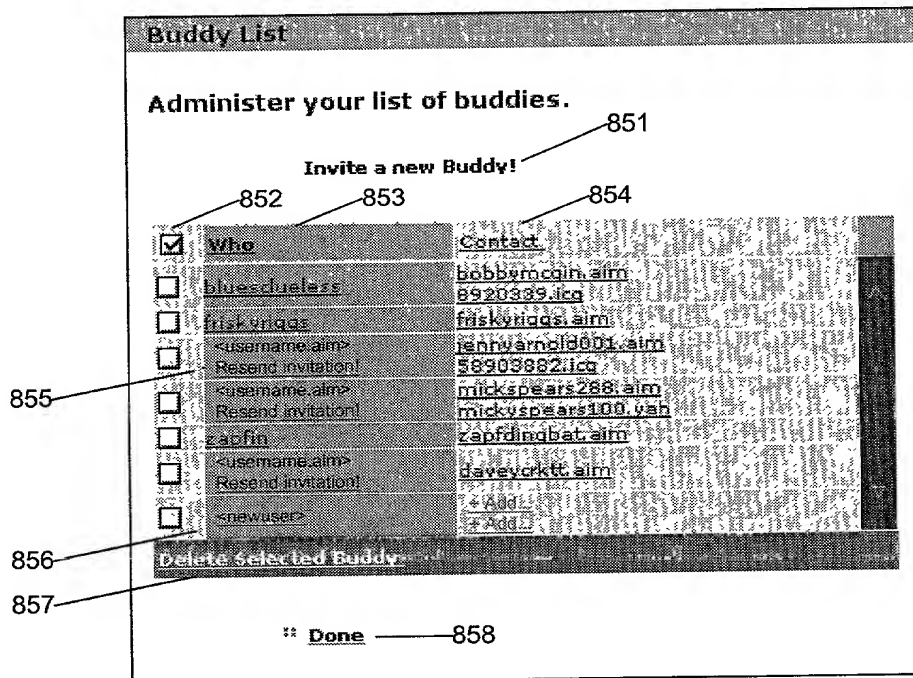 Buddy List
Administer your list of buddies.
851
Invite a new Buddy!
852 853 854
Who Contact
bluesclueless bobbymcgin.aim
8920339.icq
friskyriggs friskyriggs.aim
<username.aim> jennyarnold001.aim
Resend invitation! 58903882.icq
855
<username.aim> mickspears288.aim
Resend invitation! mickyspears100.yah
zapfin zapfdingbat.aim
<username.aim>
Resend invitation! daveycrktt.aim
<newuser> + Add...
+ Add...
856
Delete Selected Buddy
857
Done 858